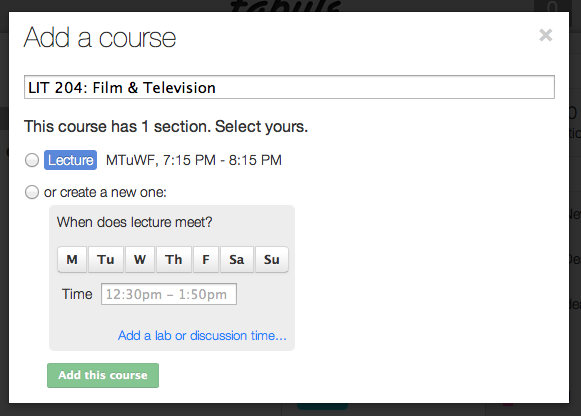 Add a course
×
LIT 204: Film & Television
This course has 1 section. Select yours.
Lecture MTuWF, 7:15 PM - 8:15 PM
or create a new one:
When does lecture meet?
M Tu W Th F Sa Su
Time 12:30pm – 1:50pm
Add a lab or discussion time...
Add this course